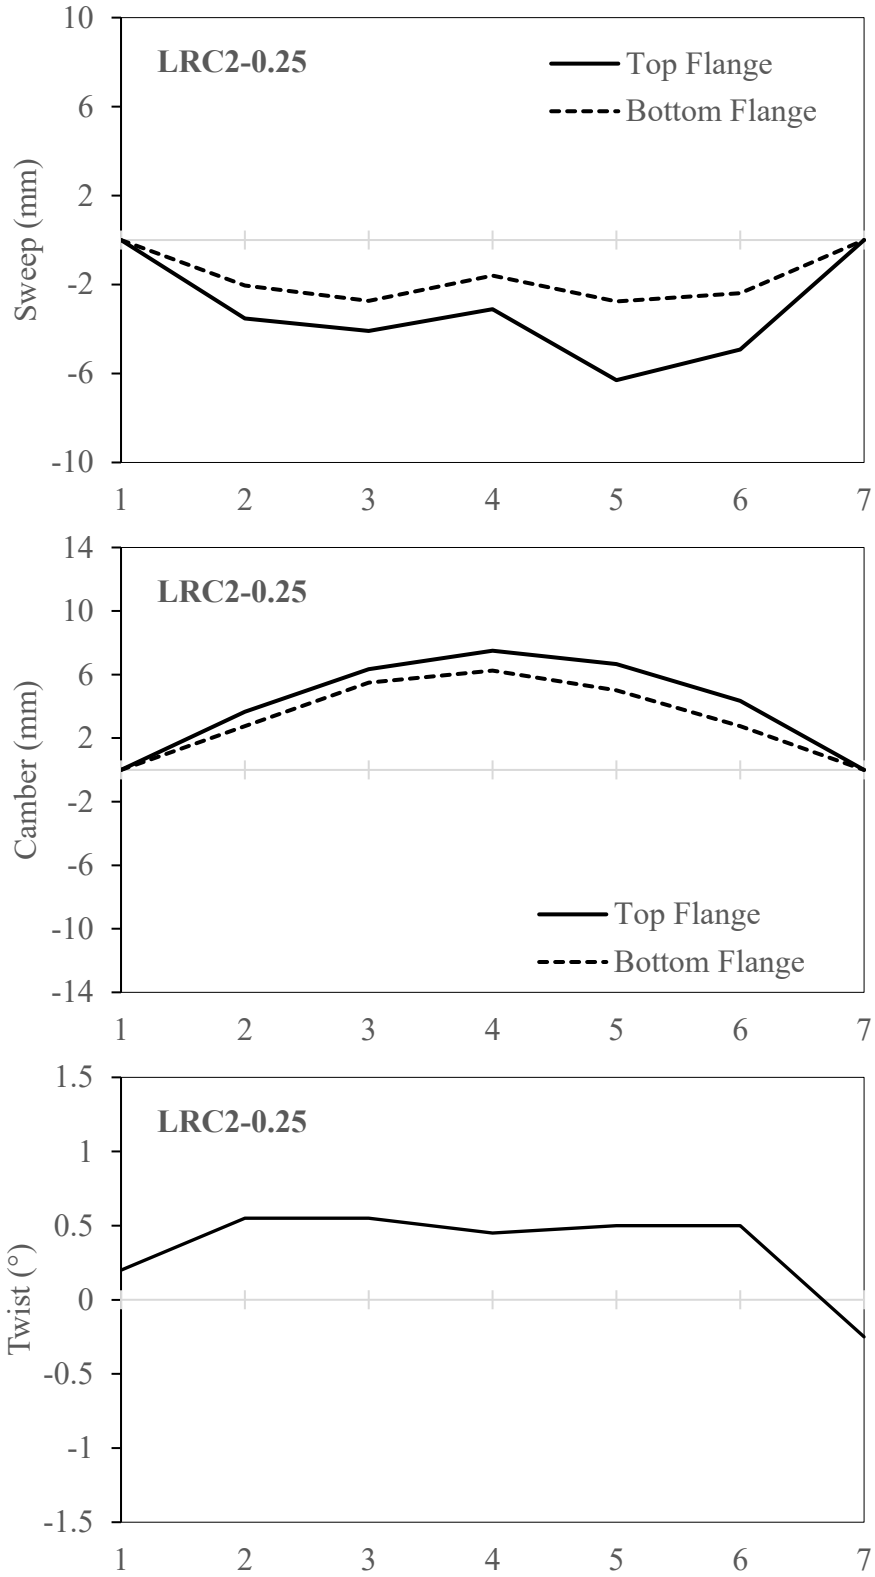 10
LRC2-0.25
Top Flange
6
Bottom Flange
2
Sweep (mm)
-2
-6
-10
1 2 3 4 5 6 7
14
LRC2-0.25
10
6
2
Camber (mm)
-2
-6
-10
Top Flange
Bottom Flange
-14
1 2 3 4 5 6 7
1.5
LRC2-0.25
1
0.5
Twist (°)
0
-0.5
-1
-1.5
1 2 3 4 5 6 7